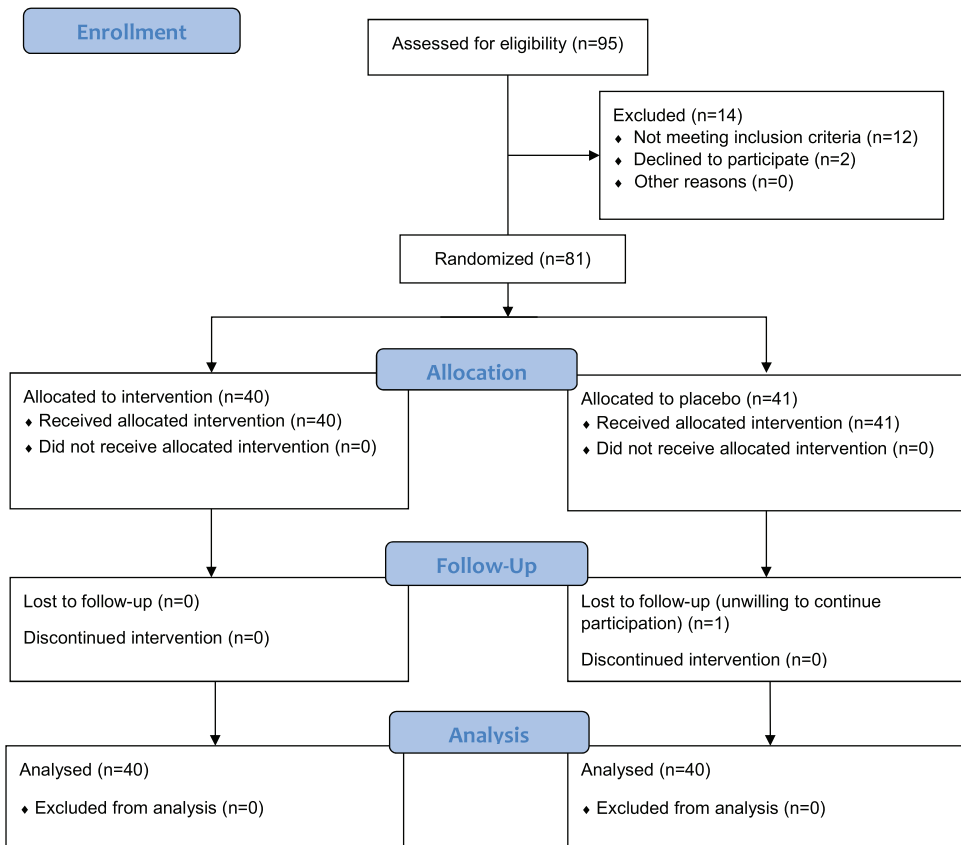 Enrollment
Assessed for eligibility (n=95)
Excluded (n=14)
♦ Not meeting inclusion criteria (n=12)
♦ Declined to participate (n=2)
♦ Other reasons (n=0)
Randomized (n=81)
Allocation
Allocated to intervention (n=40)
♦ Received allocated intervention (n=40)
♦ Did not receive allocated intervention (n=0)
Allocated to placebo (n=41)
♦ Received allocated intervention (n=41)
♦ Did not receive allocated intervention (n=0)
Follow-Up
Lost to follow-up (n=0)
Discontinued intervention (n=0)
Lost to follow-up (unwilling to continue
participation) (n=1)
Discontinued intervention (n=0)
Analysis
Analysed (n=40)
♦ Excluded from analysis (n=0)
Analysed (n=40)
♦ Excluded from analysis (n=0)